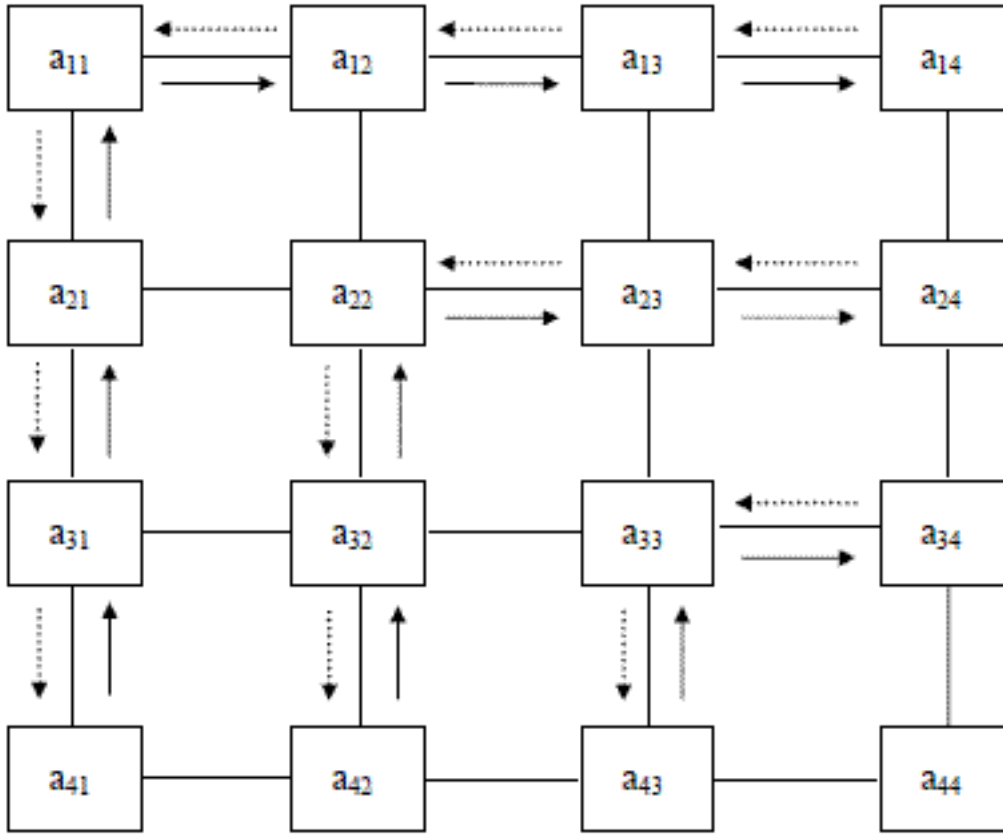 a₁₁ a₁₂ a₁₃ a₁₄
a₂₁ a₂₂ a₂₃ a₂₄
a₃₁ a₃₂ a₃₃ a₃₄
a₄₁ a₄₂ a₄₃ a₄₄